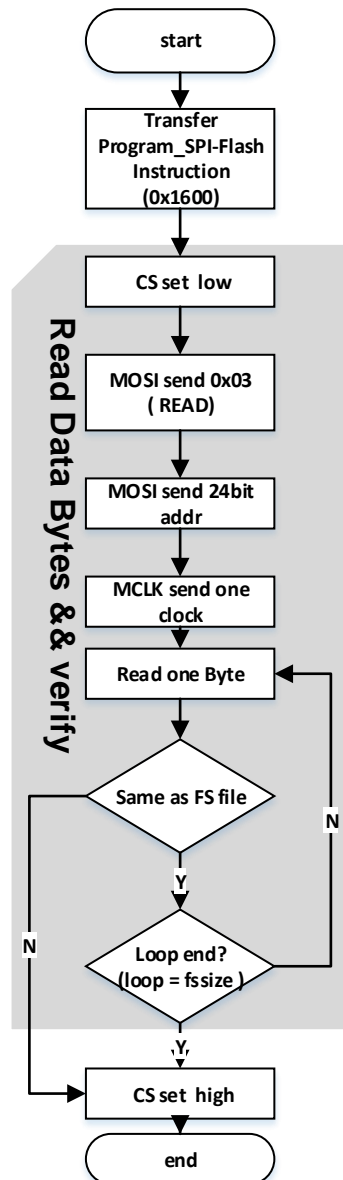 start
Transfer
Program_SPI-Flash
Instruction
(0x1600)
CS set low
Read Data Bytes && verify
MOSI send 0x03
( READ)
MOSI send 24bit
addr
MCLK send one
clock
Read one Byte
Same as FS file
N
Y
N
Loop end?
(loop = fssize )
Y
CS set high
end